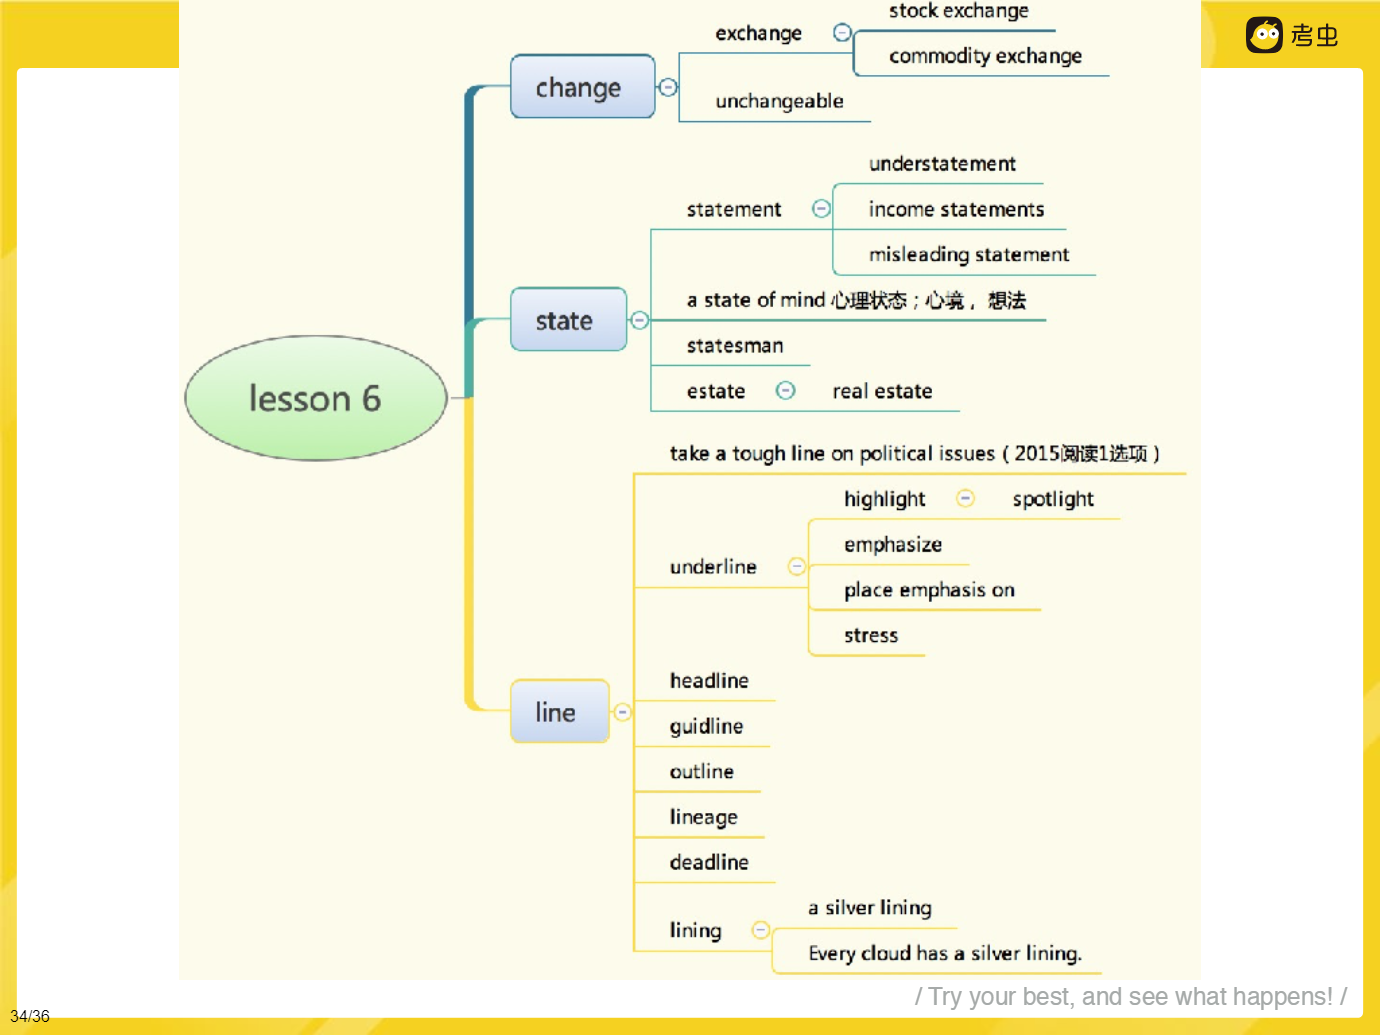 考虫
stock exchange
exchange
commodity exchange
change
unchangeable
understatement
statement
income statements
misleading statement
a state of mind 心理状态；心境， 想法
state
statesman
estate
real estate
lesson 6
take a tough line on political issues（2015阅读1选项）
highlight
spotlight
emphasize
underline
place emphasis on
stress
headline
line
guidline
outline
lineage
deadline
a silver lining
lining
Every cloud has a silver lining.
/ Try your best, and see what happens! /
34/36